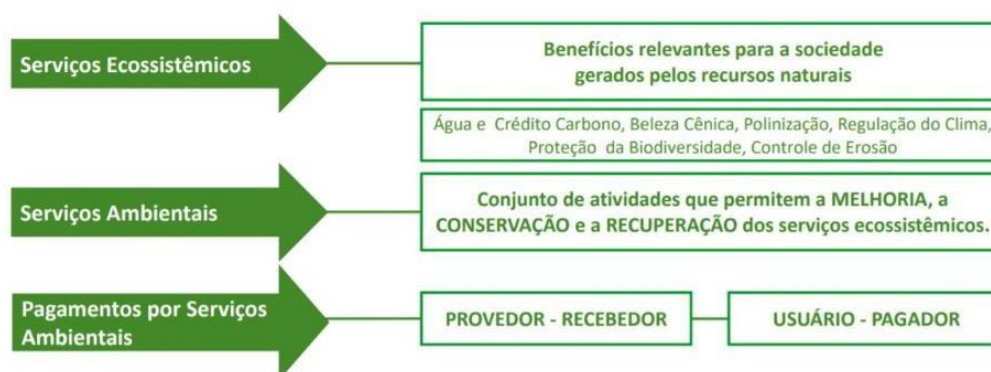 Serviços Ecossistêmicos
Benefícios relevantes para a sociedade
gerados pelos recursos naturais
Água e Crédito Carbono, Beleza Cênica, Polinização, Regulação do Clima,
Proteção da Biodiversidade, Controle de Erosão
Serviços Ambientais
Conjunto de atividades que permitem a MELHORIA, a
CONSERVAÇÃO e a RECUPERAÇÃO dos serviços ecossistêmicos.
Pagamentos por Serviços
Ambientais
PROVEDOR - RECEBEDOR
USUÁRIO - PAGADOR